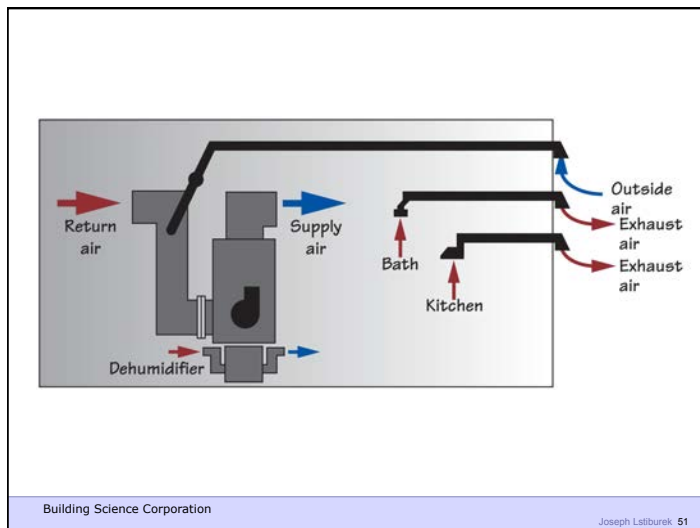 Outside
air
Exhaust
air
Exhaust
air
Return
air
Supply
air
Bath
Kitchen
Dehumidifier
Building Science Corporation
Joseph Lstiburek 51